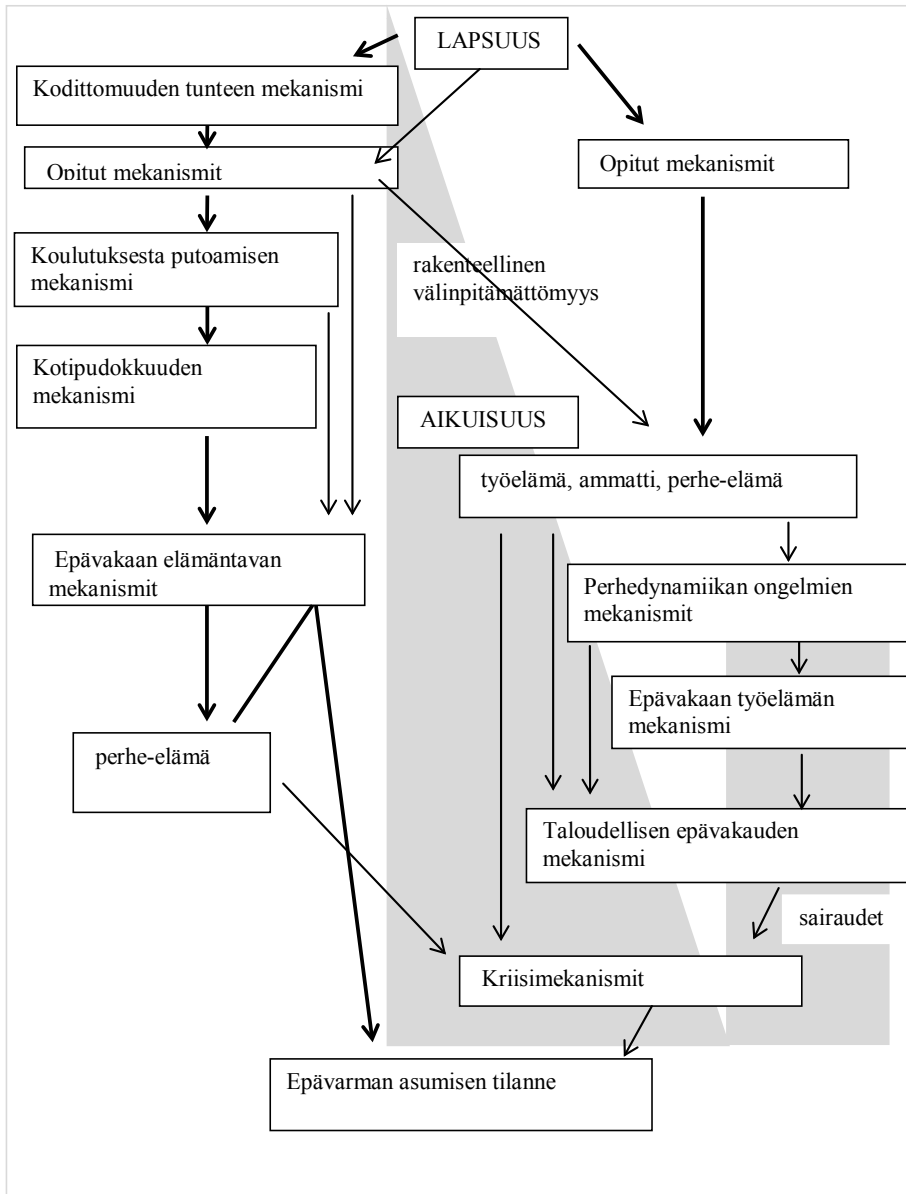 LAPSUUS
Kodittomuuden tunteen mekanismi
Opitut mekanismit
Opitut mekanismit
Koulutuksesta putoamisen
mekanismi
rakenteellinen
välinpitämättömyys
Kotipudokkuuden
mekanismi
AIKUISUUS
työelämä, ammatti, perhe-elämä
Epävakaan elämäntavan
mekanismit
Perhedynamiikan ongelmien
mekanismit
Epävakaan työelämän
mekanismi
perhe-elämä
Taloudellisen epävakauden
mekanismi
sairaudet
Kriisimekanismit
Epävarman asumisen tilanne